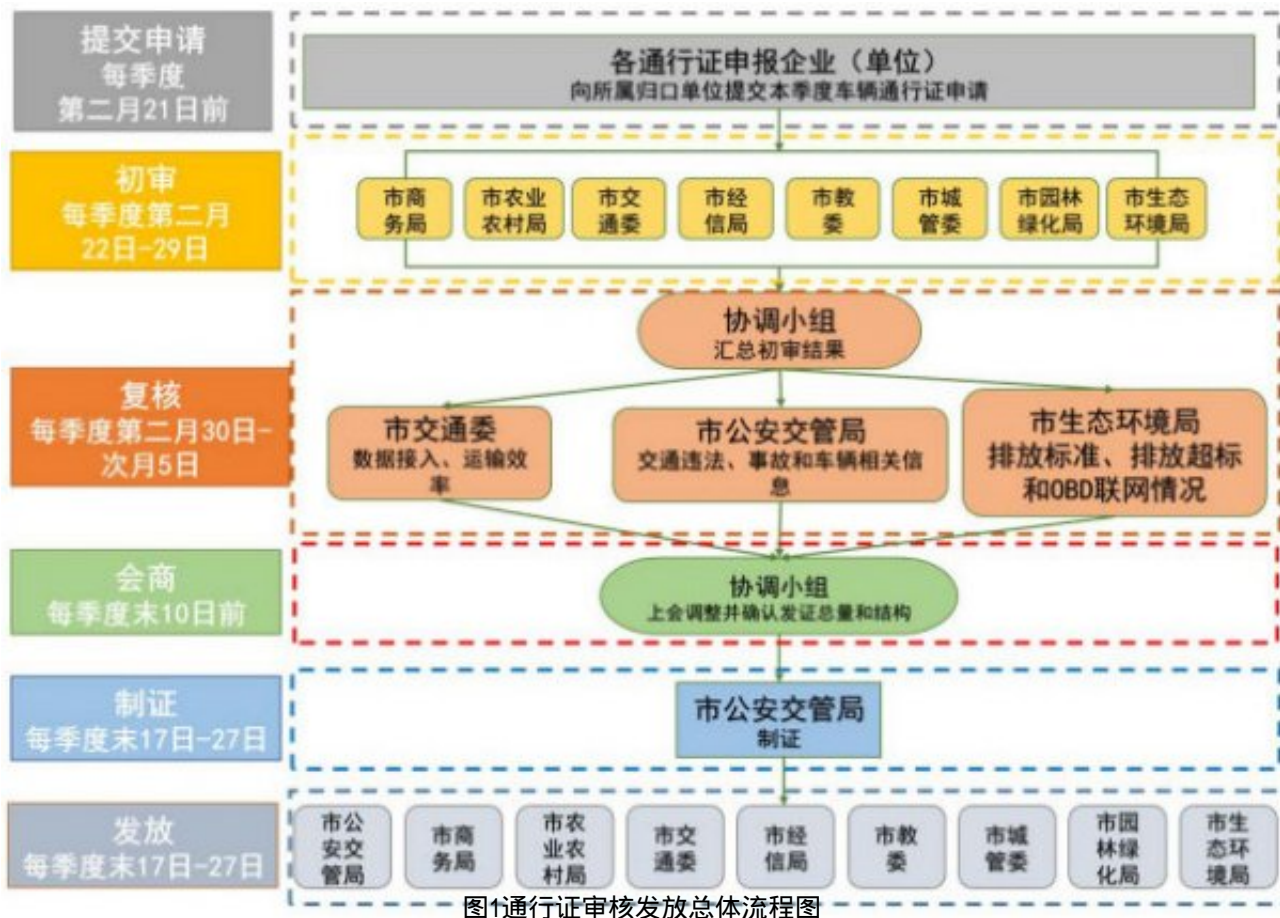 提交申请
每季度
第二月21日前
各通行证申报企业（单位）
向所属归口单位提交本季度车辆通行证申请
初审
每季度第二月
22日-29日
市商
务局
市农业
农村局
市交
通委
市经
信局
市教
委
市城
管委
市园林
绿化局
市生态
环境局
协调小组
汇总初审结果
复核
每季度第二月30日-
次月5日
市交通委
数据接入、运输效
率
市公安交管局
交通违法、事故和车辆相关信
息
市生态环境局
排放标准、排放超标
和OBD联网情况
会商
每季度末10日前
协调小组
上会调整并确认发证总量和结构
制证
每季度末17日-27日
市公安交管局
制证
发放
每季度末17日-27日
市公
安交
管局
市商
务局
市农
业农
村局
市交
通委
市经
信局
市教
委
市城
管委
市园
林绿
化局
市生
态环
境局
图1通行证审核发放总体流程图